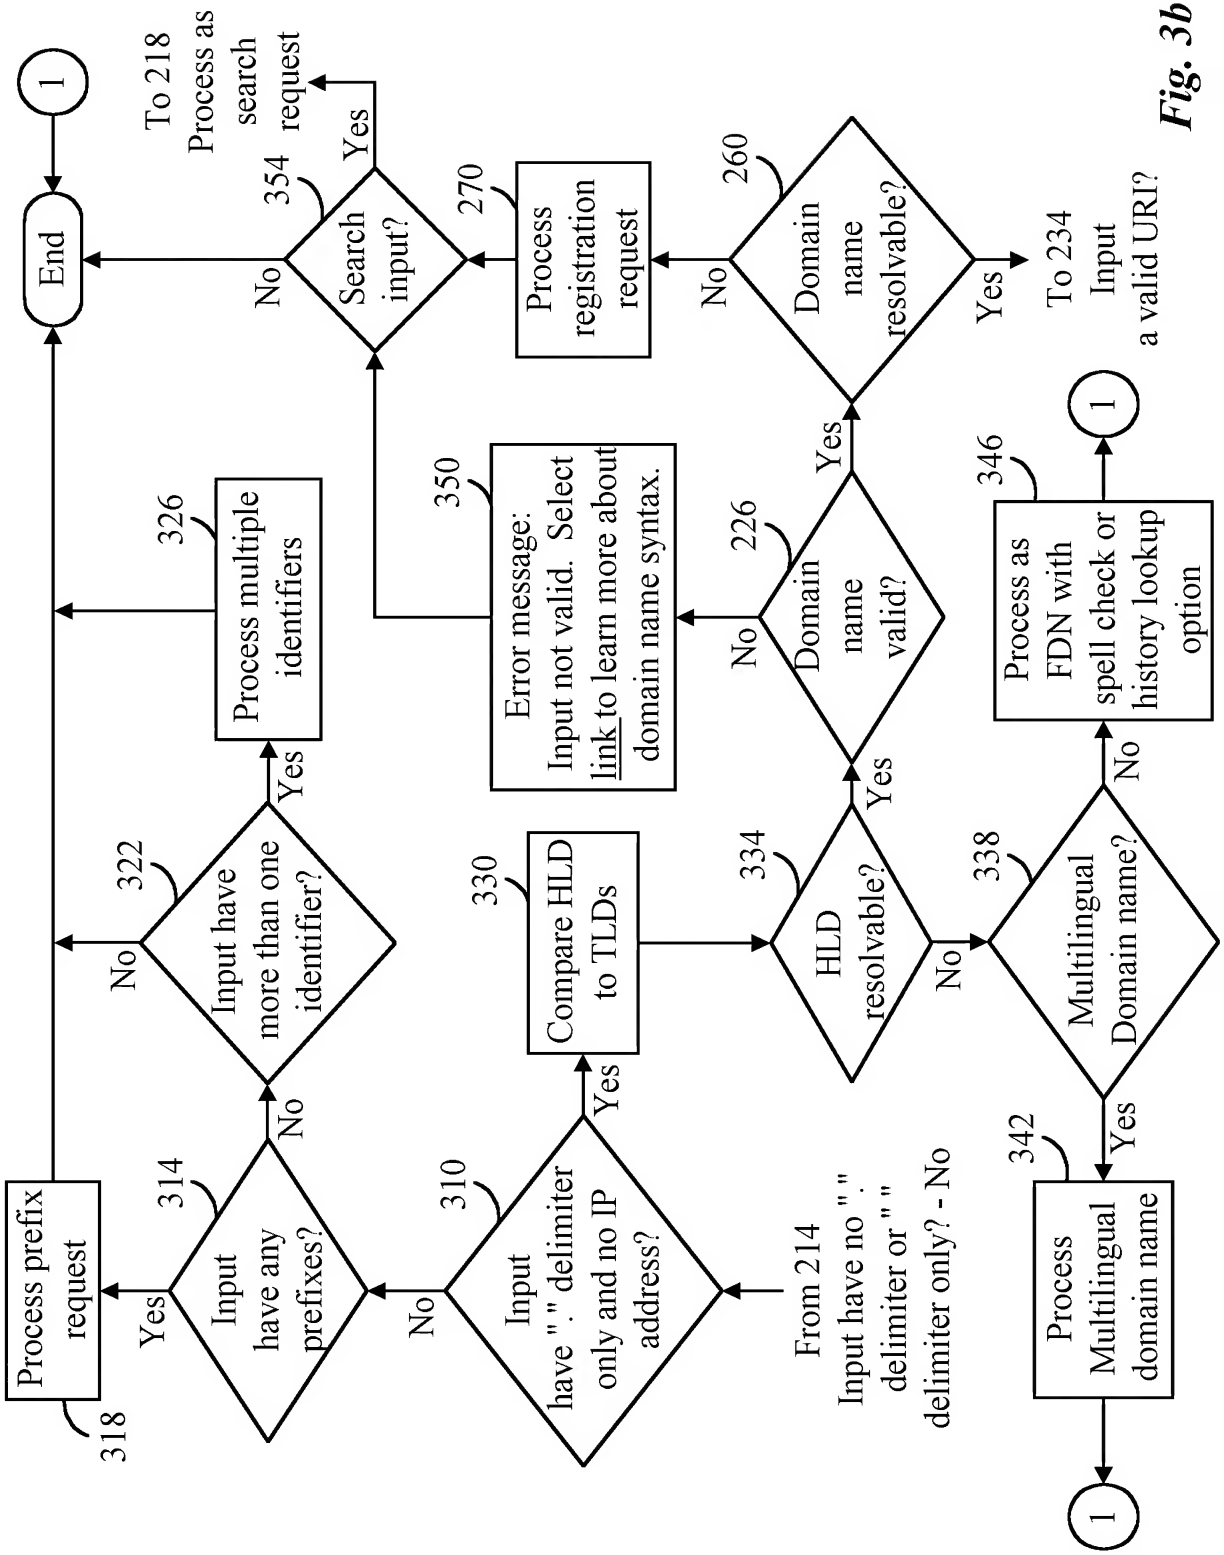 From 214
Input have no "."
delimiter or " "
delimiter only? - No
310
Input
have "." delimiter
only and no IP
address?
No
Yes
314
Input
have any
prefixes?
Yes
No
318
Process prefix
request
322
Input have
more than one
identifier?
No
Yes
326
Process multiple
identifiers
End
1
330
Compare HLD
to TLDs
334
HLD
resolvable?
Yes
No
338
Multilingual
Domain name?
Yes
No
342
Process
Multilingual
domain name
1
346
Process as
FDN with
spell check or
history lookup
option
1
226
Domain
name
valid?
No
Yes
350
Error message:
Input not valid. Select
link to learn more about
domain name syntax.
260
Domain
name
resolvable?
No
Yes
To 234
Input
a valid URI?
270
Process
registration
request
354
Search
input?
No
Yes
To 218
Process as
search
request
Fig. 3b